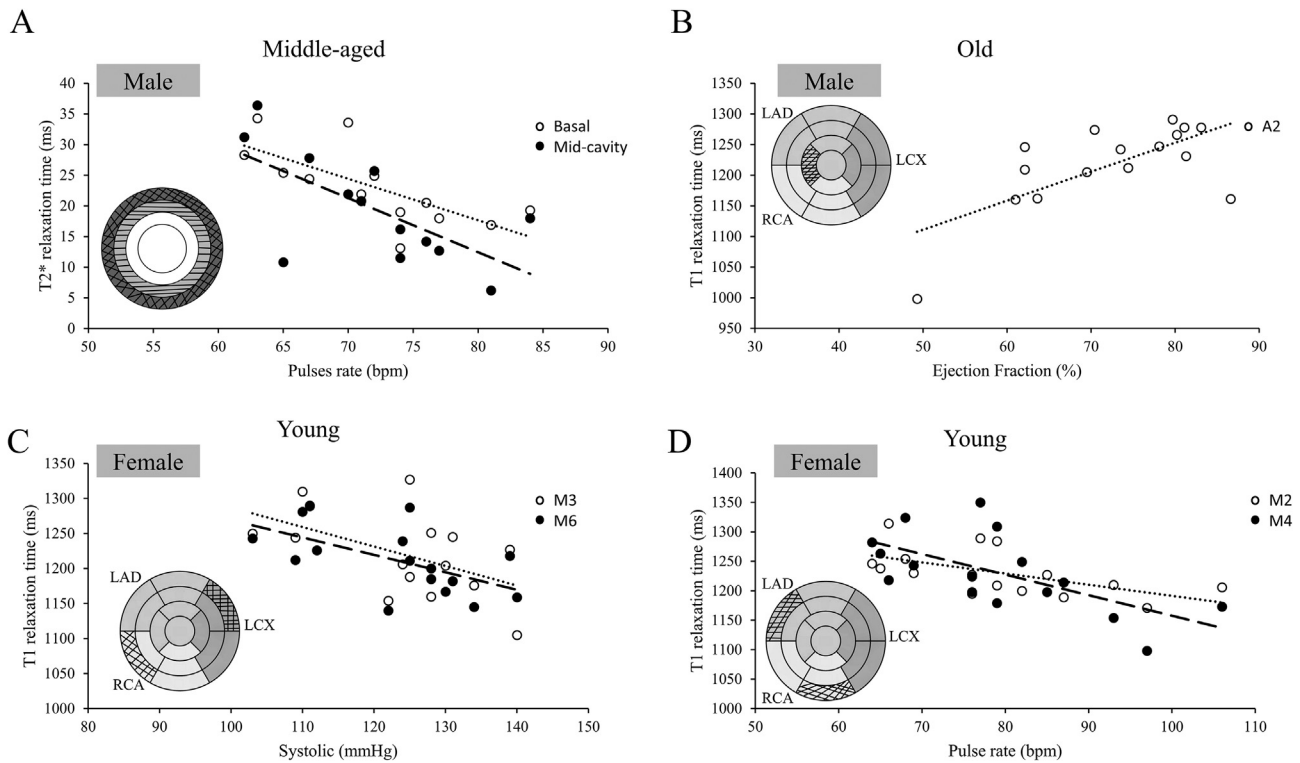 A
Middle-aged
Male
40
35
30
25
20
15
10
5
0
T2* relaxation time (ms)
50 55 60 65 70 75 80 85 90
Pulses rate (bpm)
Basal
Mid-cavity
B
Old
Male
1350
1300
1250
1200
1150
1100
1050
1000
950
T1 relaxation time (ms)
30 40 50 60 70 80 90
Ejection Fraction (%)
LAD
LCX
RCA
A2
C
Young
Female
1350
1300
1250
1200
1150
1100
1050
1000
T1 relaxation time (ms)
80 90 100 110 120 130 140 150
Systolic (mmHg)
LAD
LCX
RCA
M3
M6
D
Young
Female
1400
1350
1300
1250
1200
1150
1100
1050
1000
T1 relaxation time (ms)
50 60 70 80 90 100 110
Pulse rate (bpm)
LAD
LCX
RCA
M2
M4